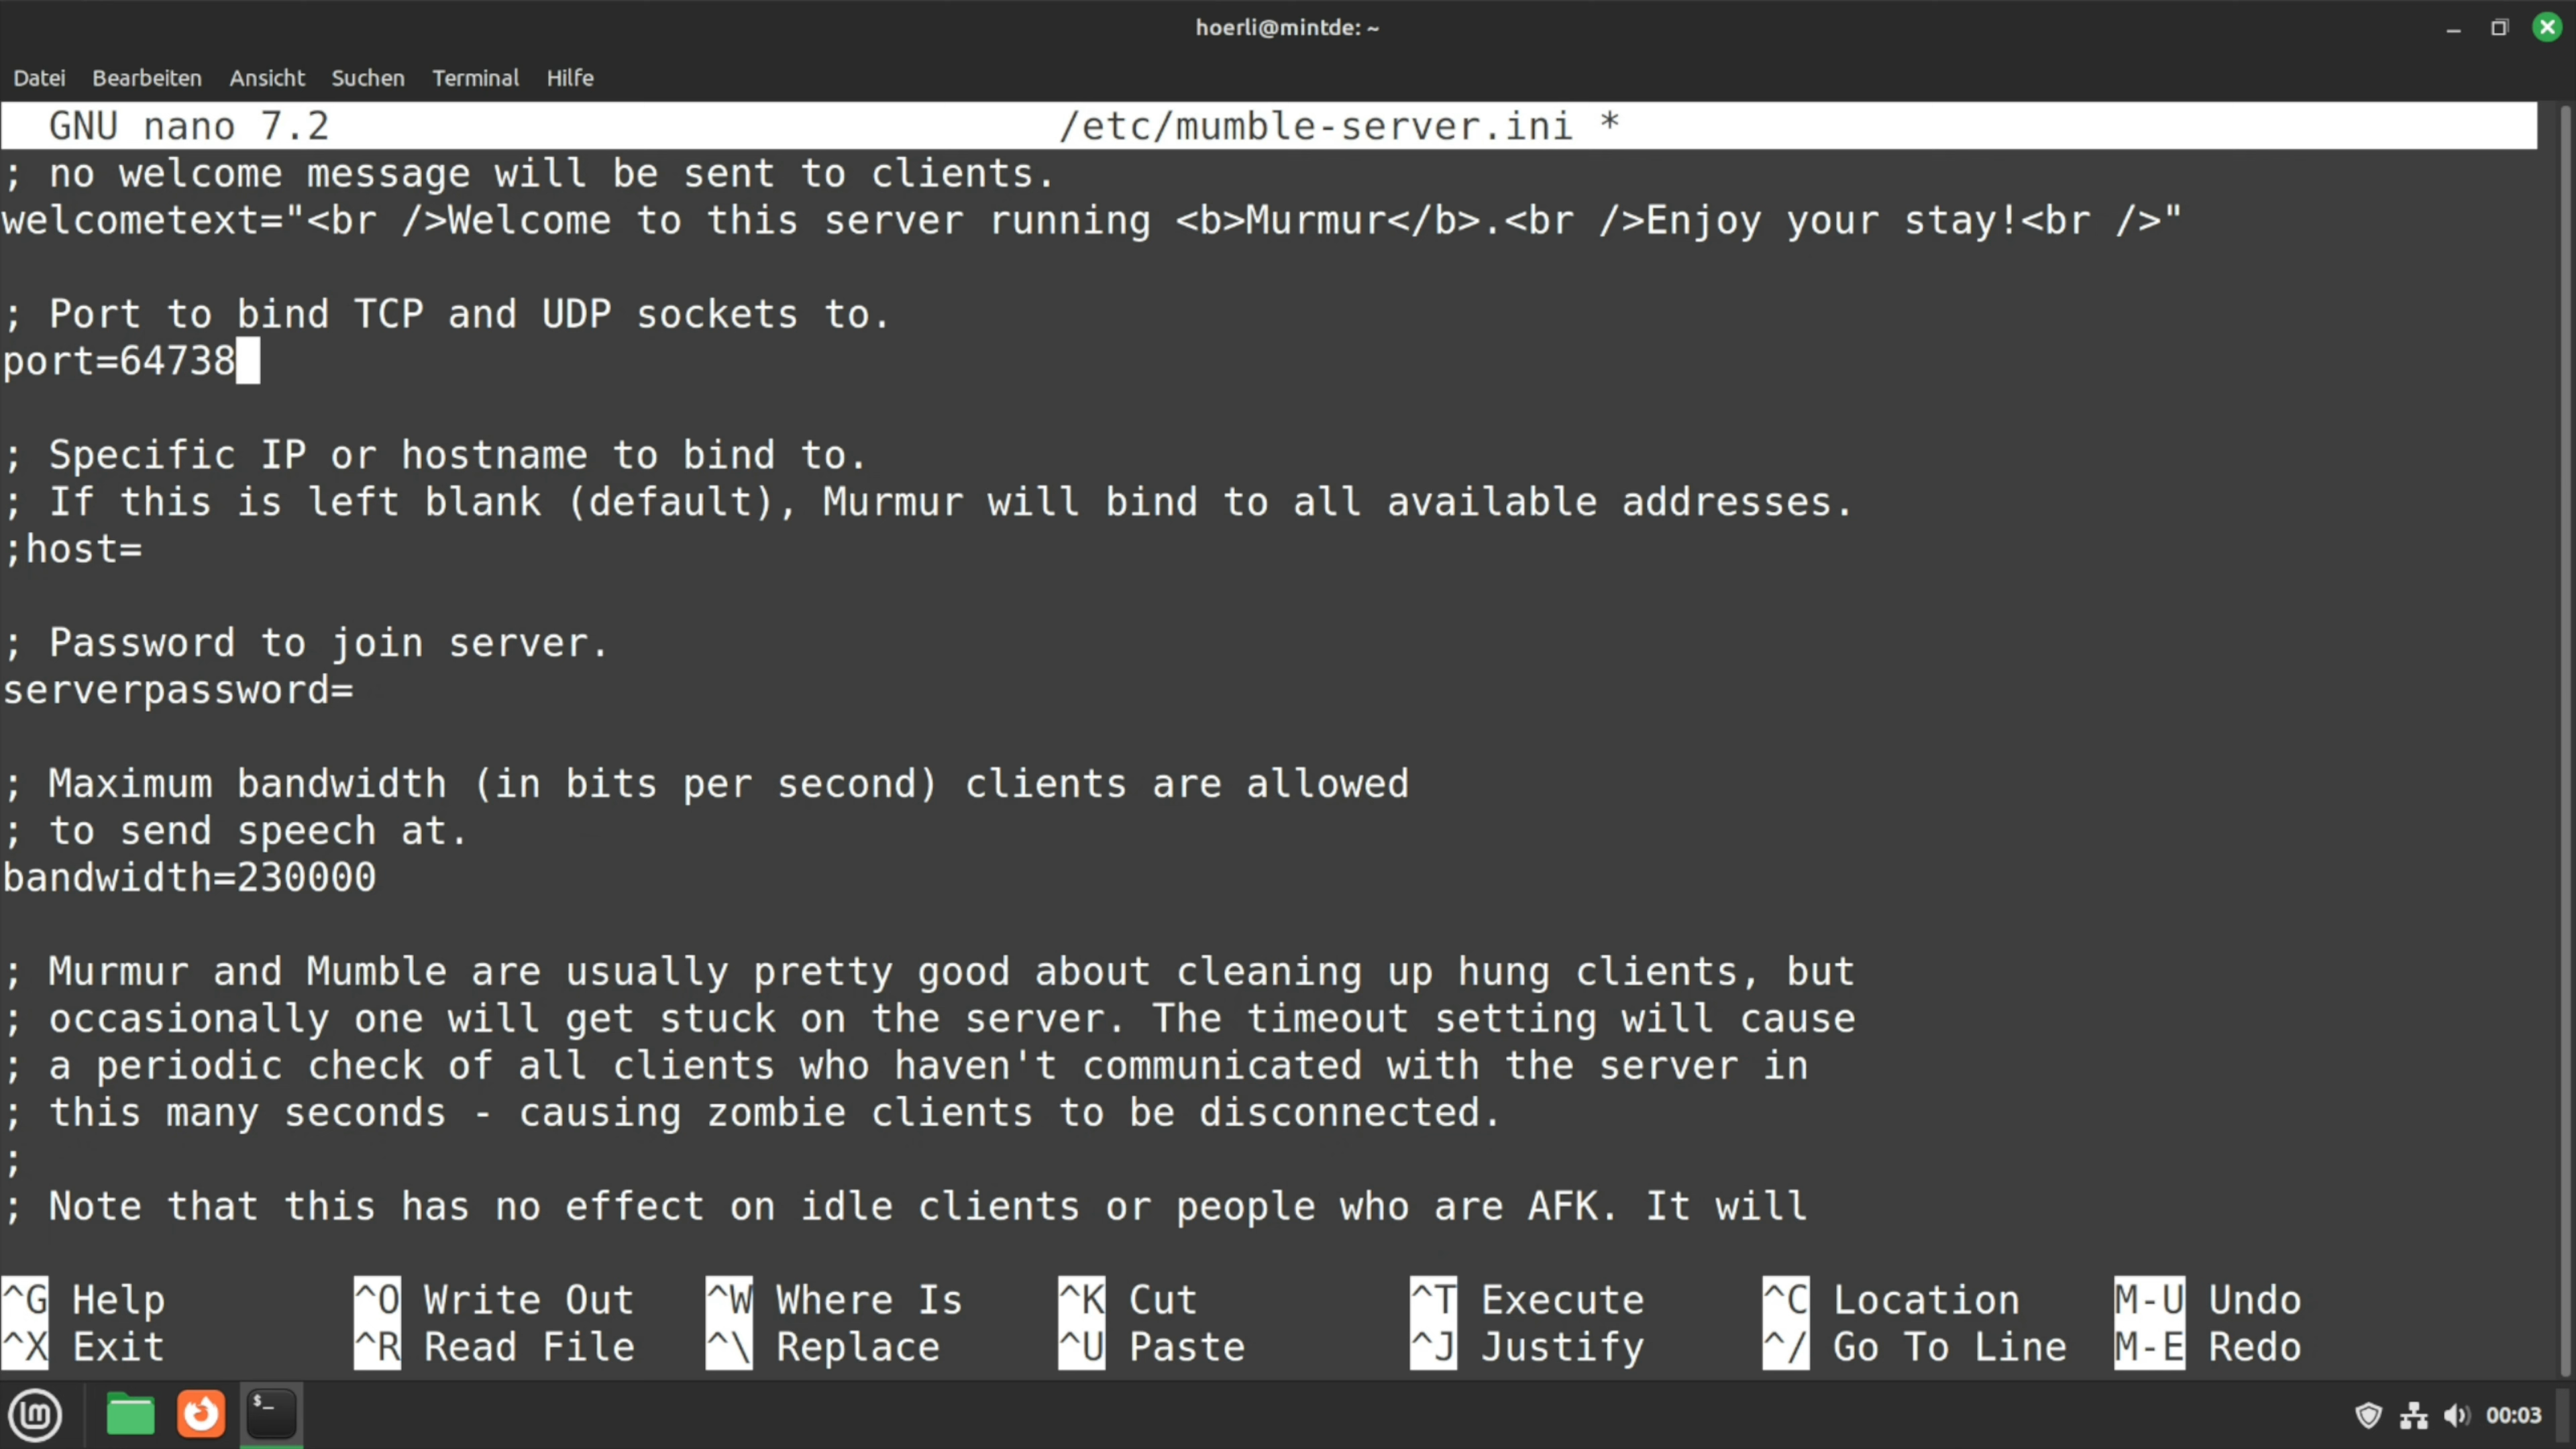 hoerli@mintde: ~
Datei Bearbeiten Ansicht Suchen Terminal Hilfe
GNU nano 7.2 /etc/mumble-server.ini *
; no welcome message will be sent to clients.
welcometext="<br />Welcome to this server running <b>Murmur</b>.<br />Enjoy your stay!<br />"
; Port to bind TCP and UDP sockets to.
port=64738
; Specific IP or hostname to bind to.
; If this is left blank (default), Murmur will bind to all available addresses.
;host=
; Password to join server.
serverpassword=
; Maximum bandwidth (in bits per second) clients are allowed
; to send speech at.
bandwidth=230000
; Murmur and Mumble are usually pretty good about cleaning up hung clients, but
; occasionally one will get stuck on the server. The timeout setting will cause
; a periodic check of all clients who haven't communicated with the server in
; this many seconds - causing zombie clients to be disconnected.
;
; Note that this has no effect on idle clients or people who are AFK. It will
^G Help ^O Write Out ^W Where Is ^K Cut ^T Execute ^C Location M-U Undo
^X Exit ^R Read File ^\ Replace ^U Paste ^J Justify ^/ Go To Line M-E Redo
$_ 00:03